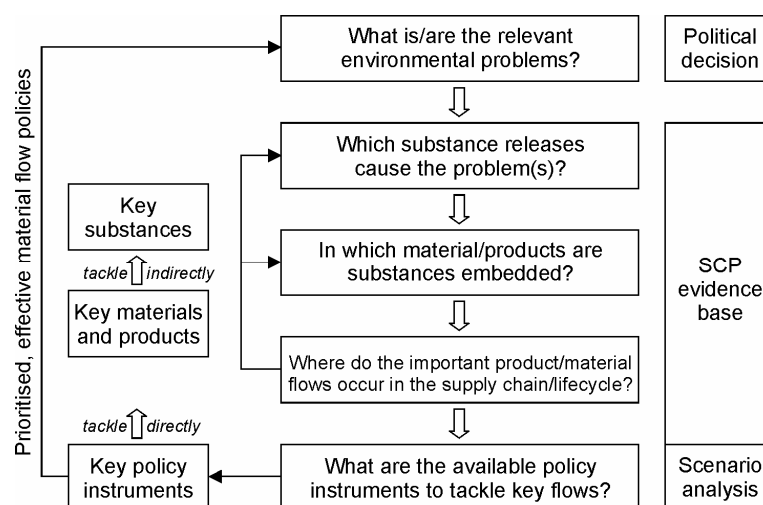 What is/are the relevant
environmental problems?
Political
decision
Prioritised, effective material flow policies
Which substance releases
cause the problem(s)?
Key
substances
In which material/products are
substances embedded?
tackle indirectly
SCP
evidence
base
Key materials
and products
Where do the important product/material
flows occur in the supply chain/lifecycle?
tackle directly
Key policy
instruments
What are the available policy
instruments to tackle key flows?
Scenario
analysis